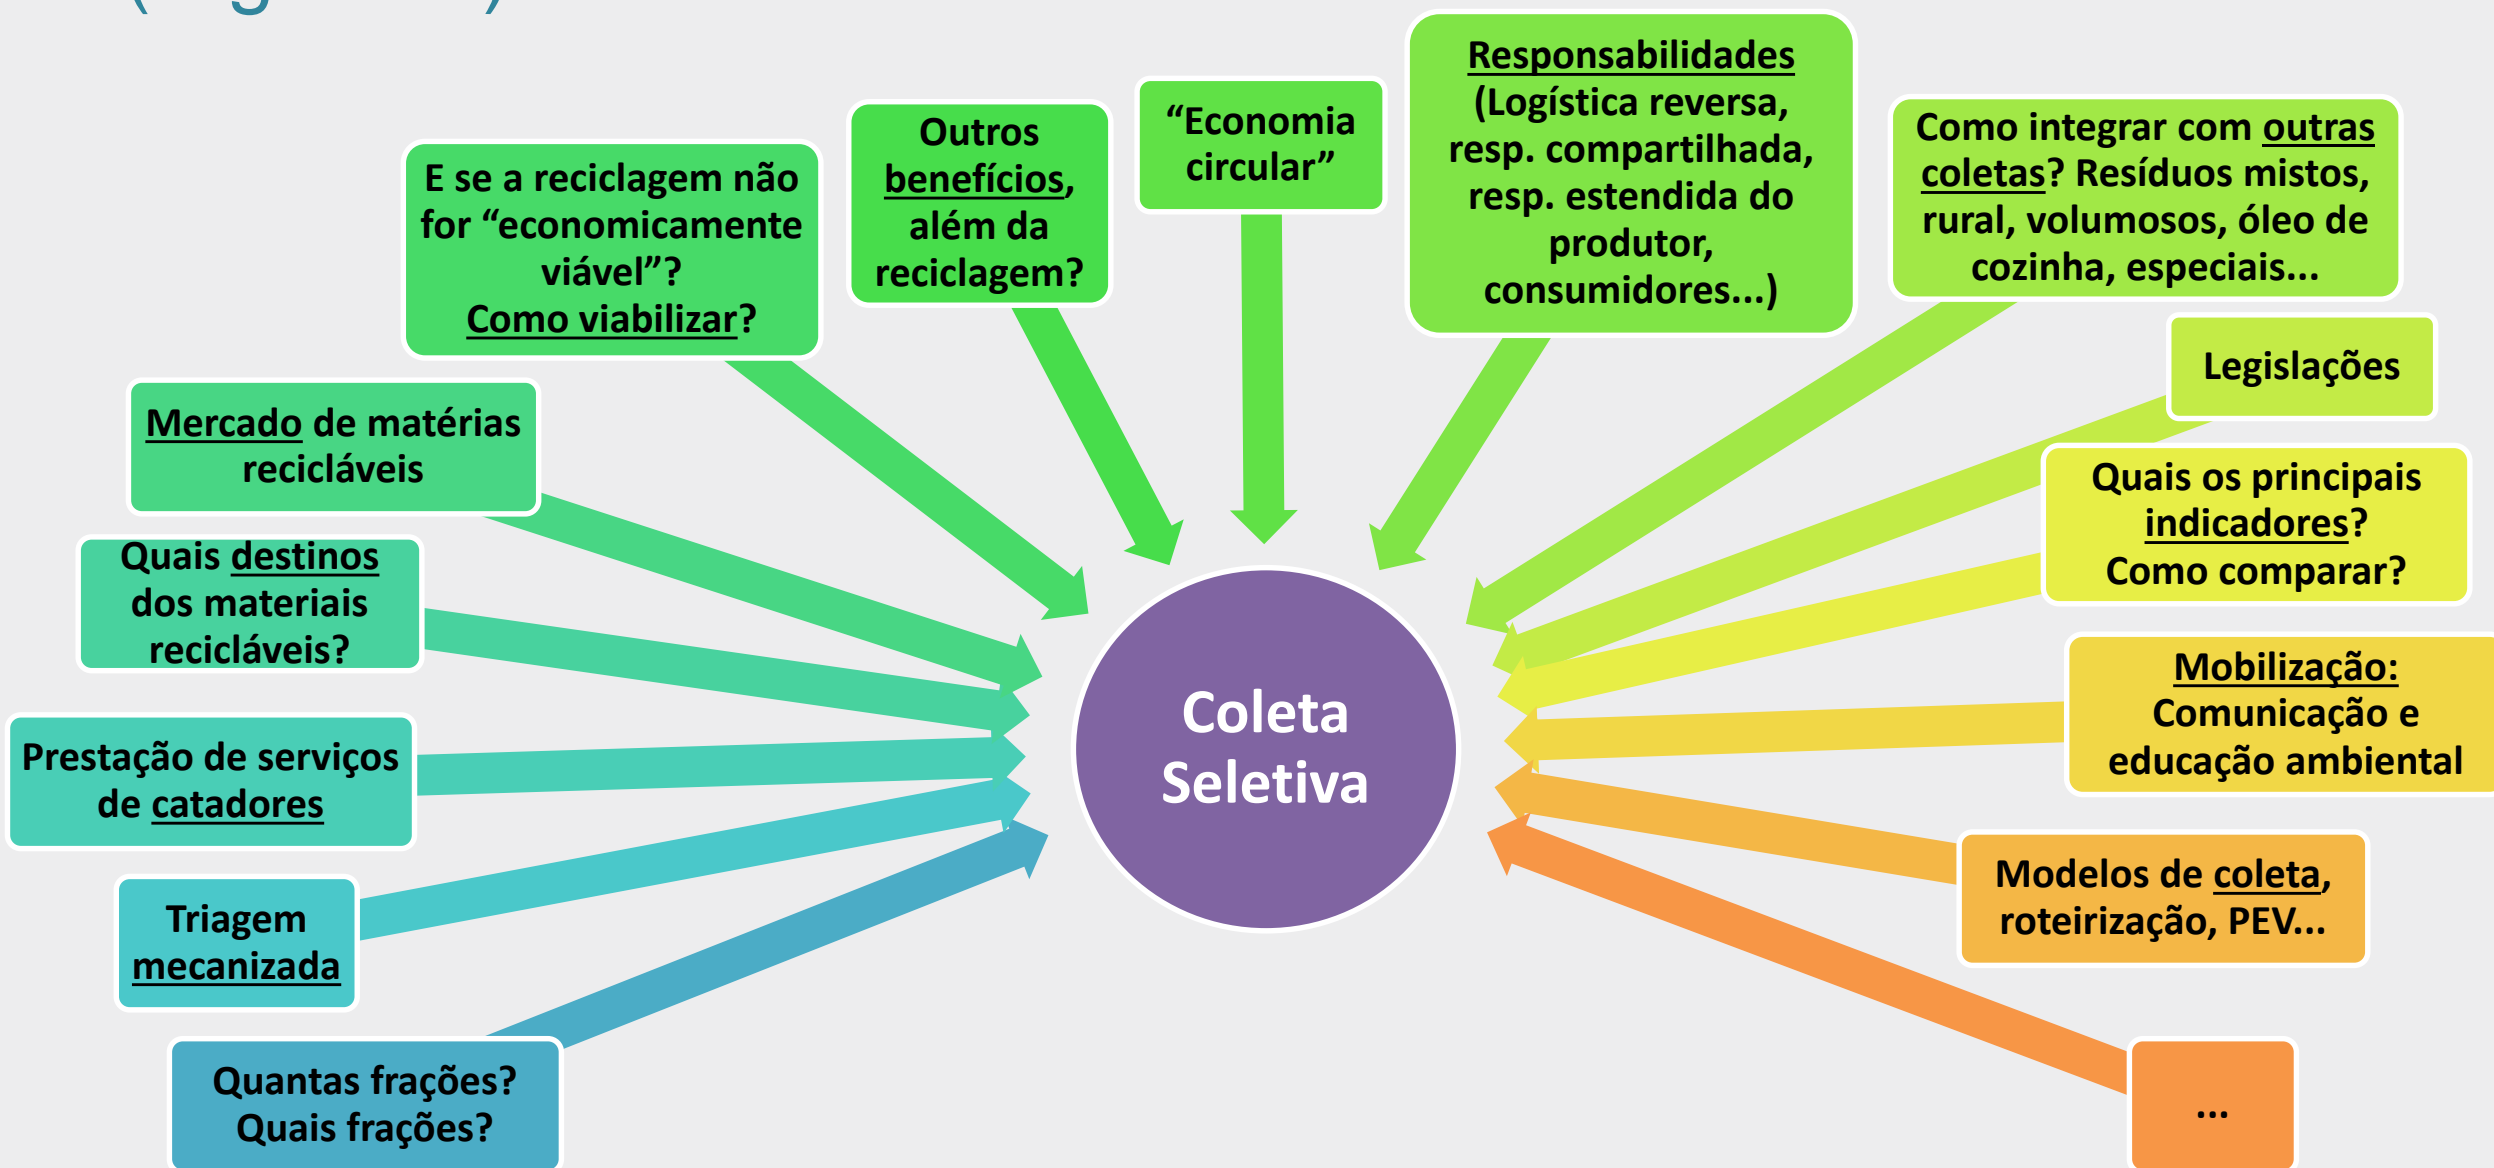 Responsabilidades
(Logística reversa,
resp. compartilhada,
resp. estendida do
produtor,
consumidores...)
“Economia
circular”
Outros
benefícios,
além da
reciclagem?
Como integrar com outras
coletas? Resíduos mistos,
rural, volumosos, óleo de
cozinha, especiais...
E se a reciclagem não
for “economicamente
viável”?
Como viabilizar?
Legislações
Mercado de matérias
recicláveis
Quais os principais
indicadores?
Como comparar?
Quais destinos
dos materiais
recicláveis?
Mobilização:
Comunicação e
educação ambiental
Coleta
Seletiva
Prestação de serviços
de catadores
Modelos de coleta,
roteirização, PEV...
Triagem
mecanizada
Quantas frações?
Quais frações?
...